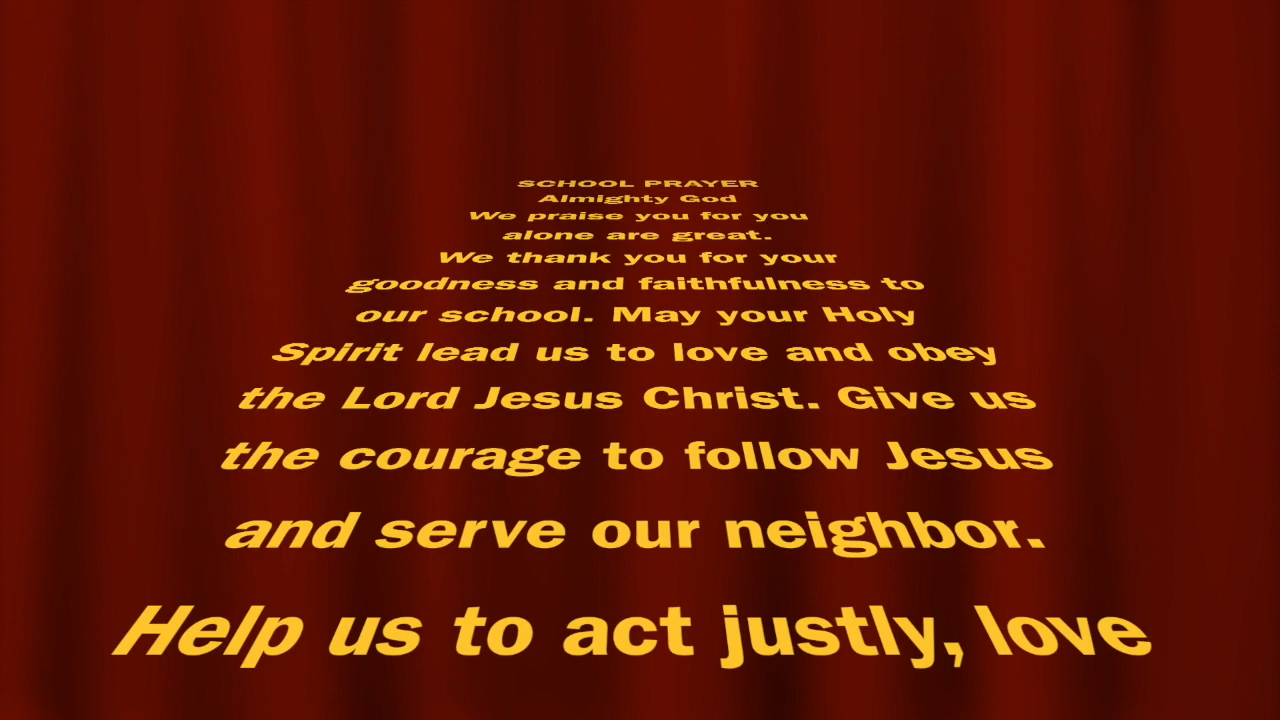 SCHOOL PRAYER
Almighty God
We praise you for you
alone are great.
We thank you for your
goodness and faithfulness to
our school. May your Holy
Spirit lead us to love and obey
the Lord Jesus Christ. Give us
the courage to follow Jesus
and serve our neighbor.
Help us to act justly, love